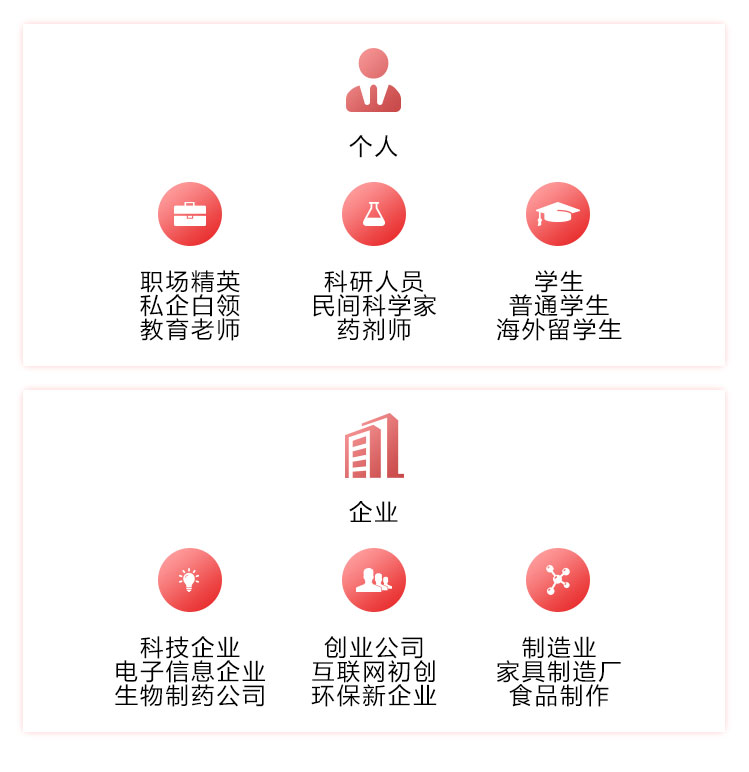 个人
职场精英
私企白领
教育老师
科研人员
民间科学家
药剂师
学生
普通学生
海外留学生
企业
科技企业
电子信息企业
生物制药公司
创业公司
互联网初创
环保新企业
制造业
家具制造厂
食品制作